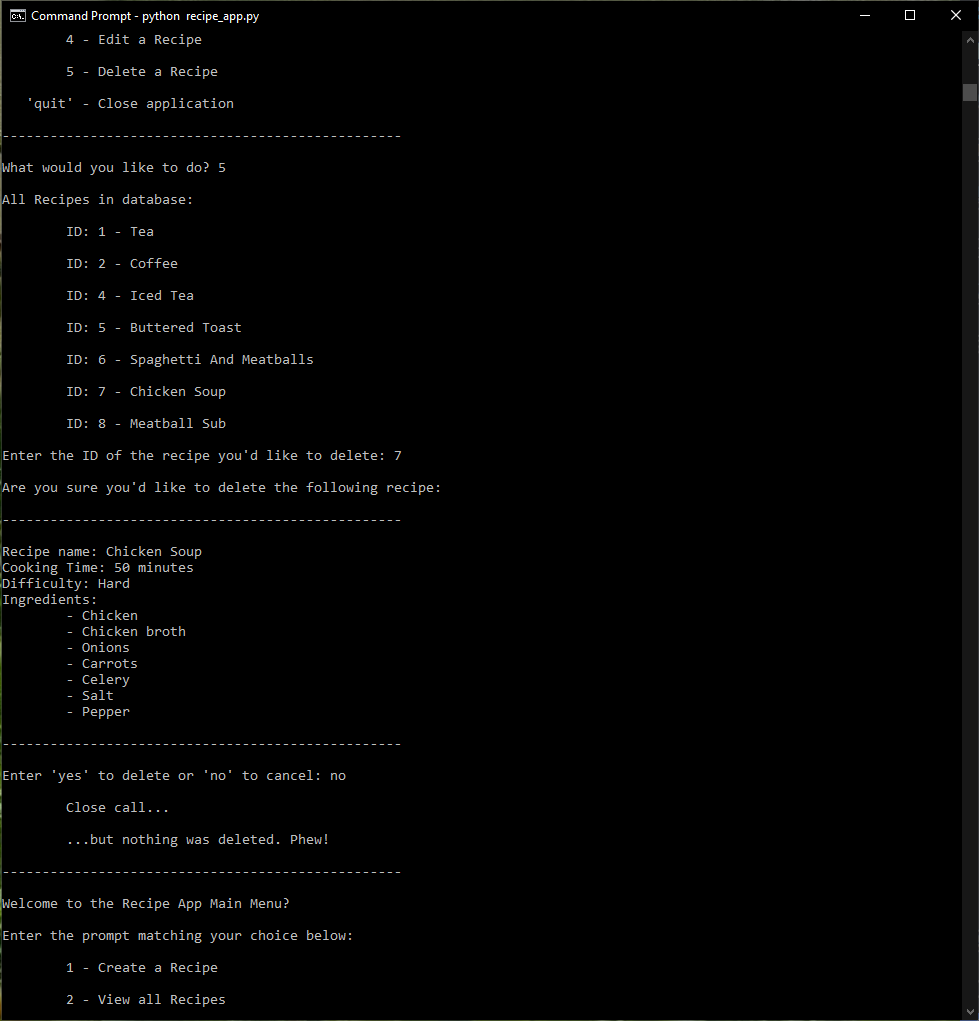 Command Prompt - python recipe_app.py
4 - Edit a Recipe
5 - Delete a Recipe
'quit' - Close application
--------------------------------------------------
What would you like to do? 5
All Recipes in database:
ID: 1 - Tea
ID: 2 - Coffee
ID: 4 - Iced Tea
ID: 5 - Buttered Toast
ID: 6 - Spaghetti And Meatballs
ID: 7 - Chicken Soup
ID: 8 - Meatball Sub
Enter the ID of the recipe you'd like to delete: 7
Are you sure you'd like to delete the following recipe:
--------------------------------------------------
Recipe name: Chicken Soup
Cooking Time: 50 minutes
Difficulty: Hard
Ingredients:
- Chicken
- Chicken broth
- Onions
- Carrots
- Celery
- Salt
- Pepper
--------------------------------------------------
Enter 'yes' to delete or 'no' to cancel: no
Close call...
...but nothing was deleted. Phew!
--------------------------------------------------
Welcome to the Recipe App Main Menu?
Enter the prompt matching your choice below:
1 - Create a Recipe
2 - View all Recipes